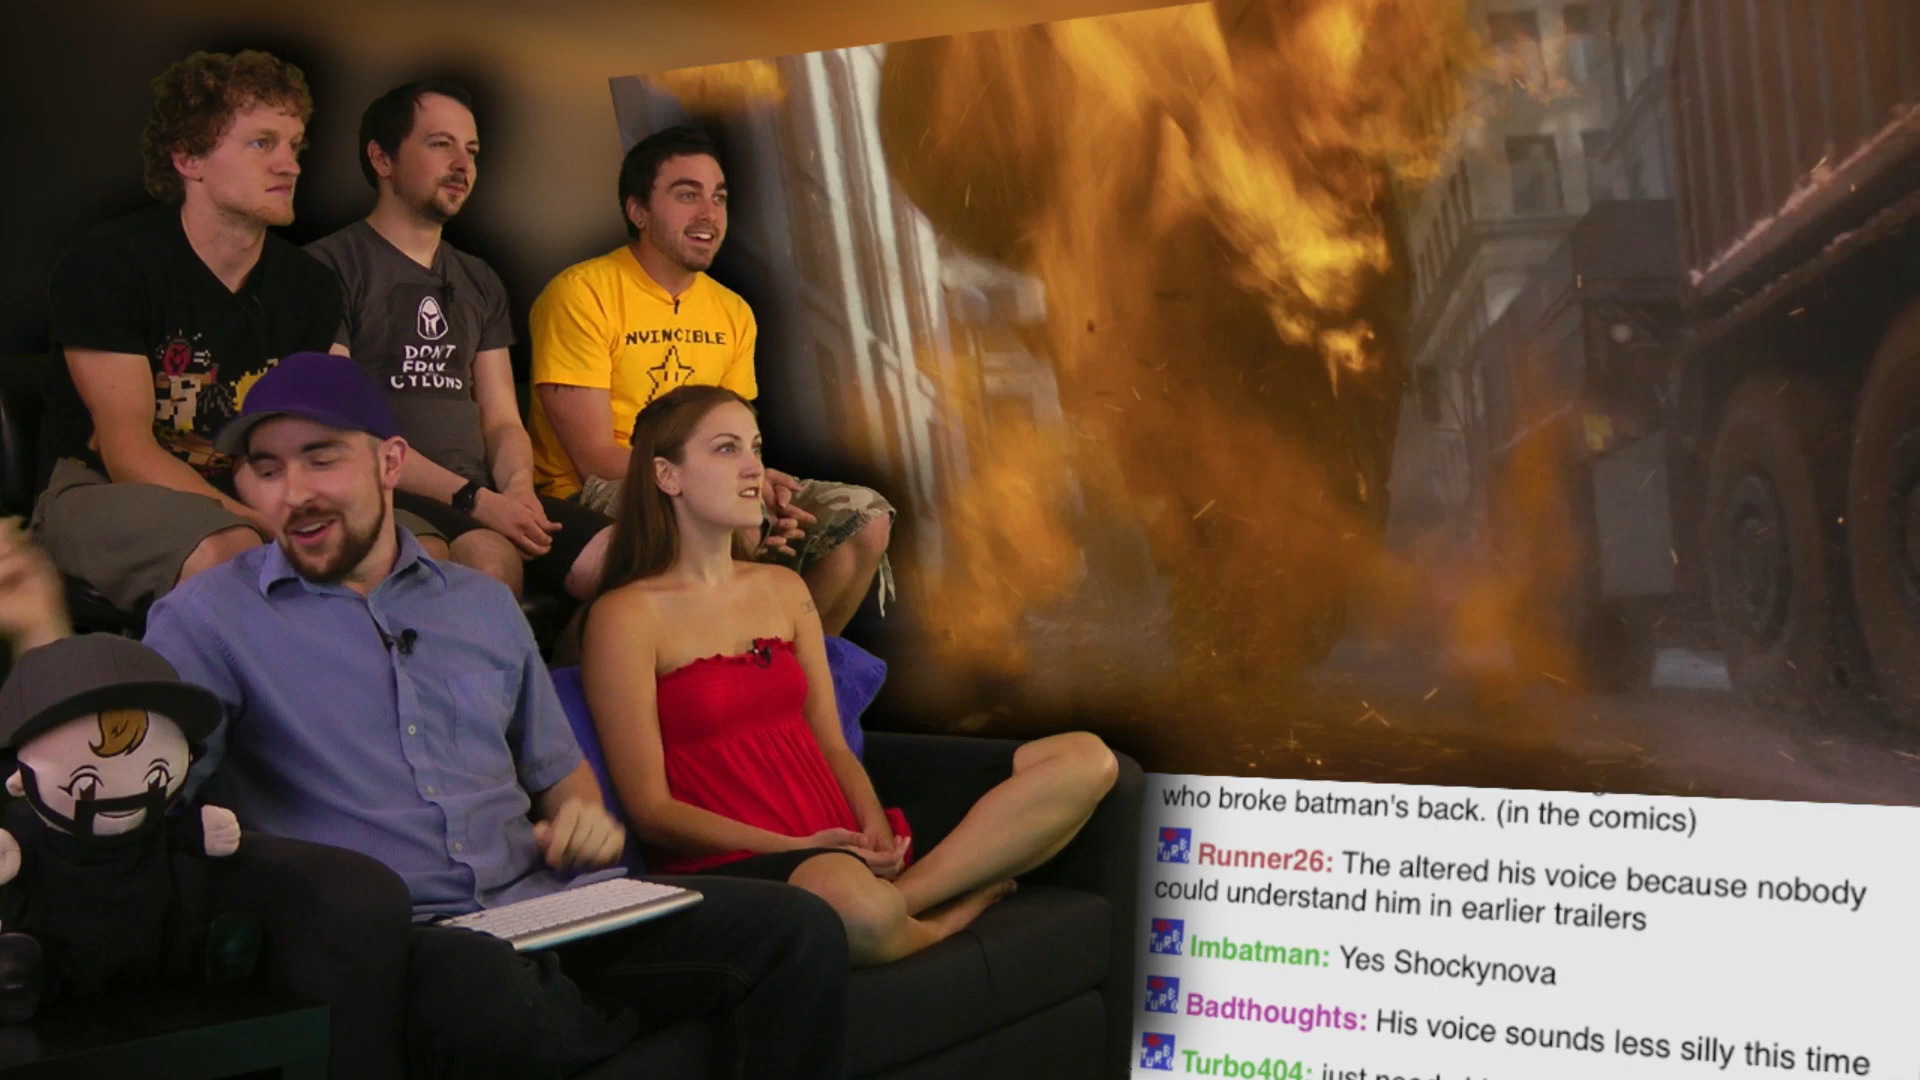 DON'T
FRAK
CYLONS
NVINCIBLE
who broke batman's back. (in the comics)
Runner26: The altered his voice because nobody
could understand him in earlier trailers
Imbatman: Yes Shockynova
Badthoughts: His voice sounds less silly this time
Turbo404: just